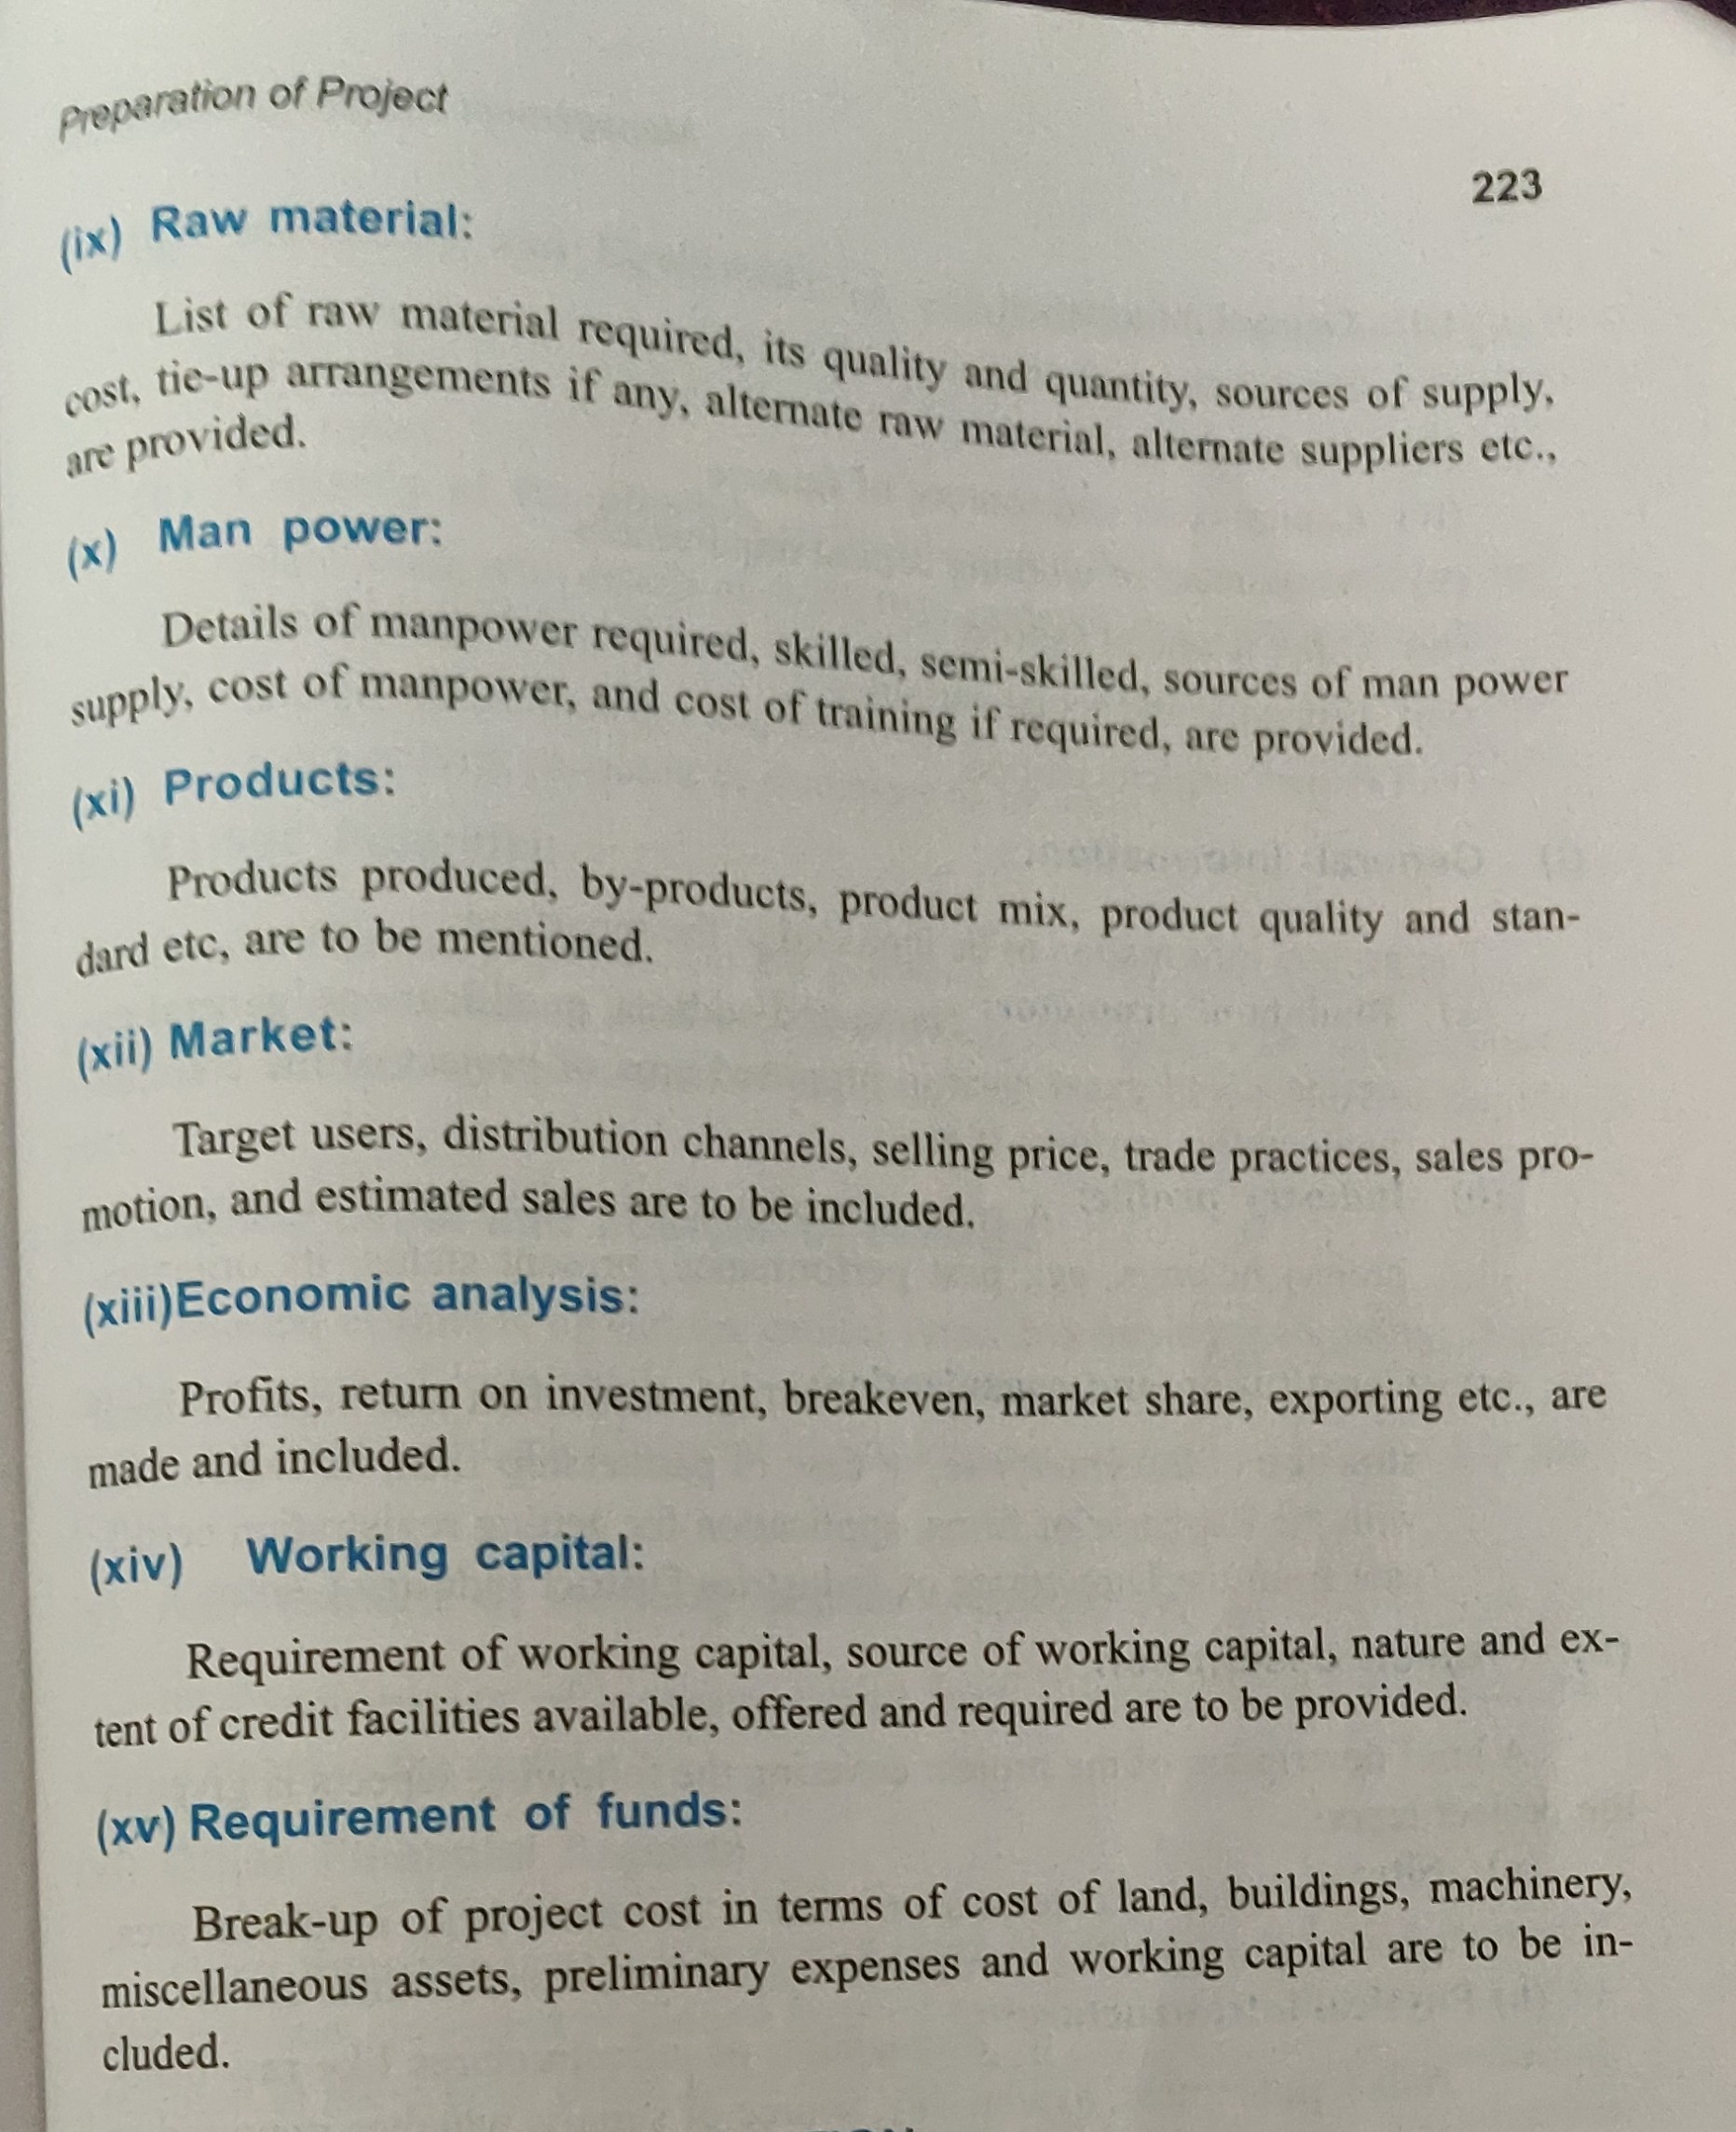 Preparation of Project
223
(ix) Raw material:
List of raw material required, its quality and quantity, sources of supply,
cost, tie-up arrangements if any, alternate raw material, alternate suppliers etc.,
are provided.
(x) Man power:
Details of manpower required, skilled, semi-skilled, sources of man power
supply, cost of manpower, and cost of training if required, are provided.
(xi) Products:
Products produced, by-products, product mix, product quality and stan-
dard etc, are to be mentioned.
(xii) Market:
Target users, distribution channels, selling price, trade practices, sales pro-
motion, and estimated sales are to be included.
(xiii)Economic analysis:
Profits, return on investment, breakeven, market share, exporting etc., are
made and included.
(xiv) Working capital:
Requirement of working capital, source of working capital, nature and ex-
tent of credit facilities available, offered and required are to be provided.
(xv) Requirement of funds:
Break-up of project cost in terms of cost of land, buildings, machinery,
miscellaneous assets, preliminary expenses and working capital are to be in-
cluded.